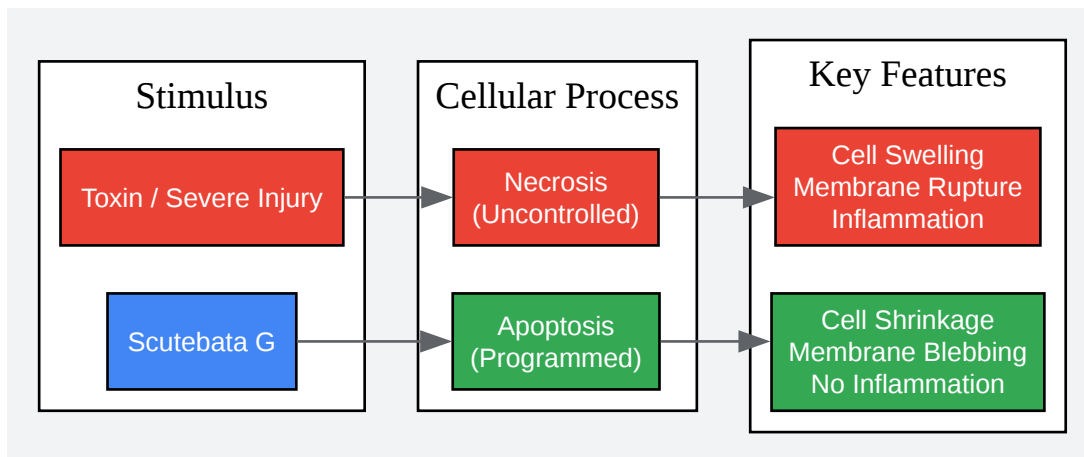 Stimulus
Toxin / Severe Injury
Scutebata G
Cellular Process
Necrosis
(Uncontrolled)
Apoptosis
(Programmed)
Key Features
Cell Swelling
Membrane Rupture
Inflammation
Cell Shrinkage
Membrane Blebbing
No Inflammation